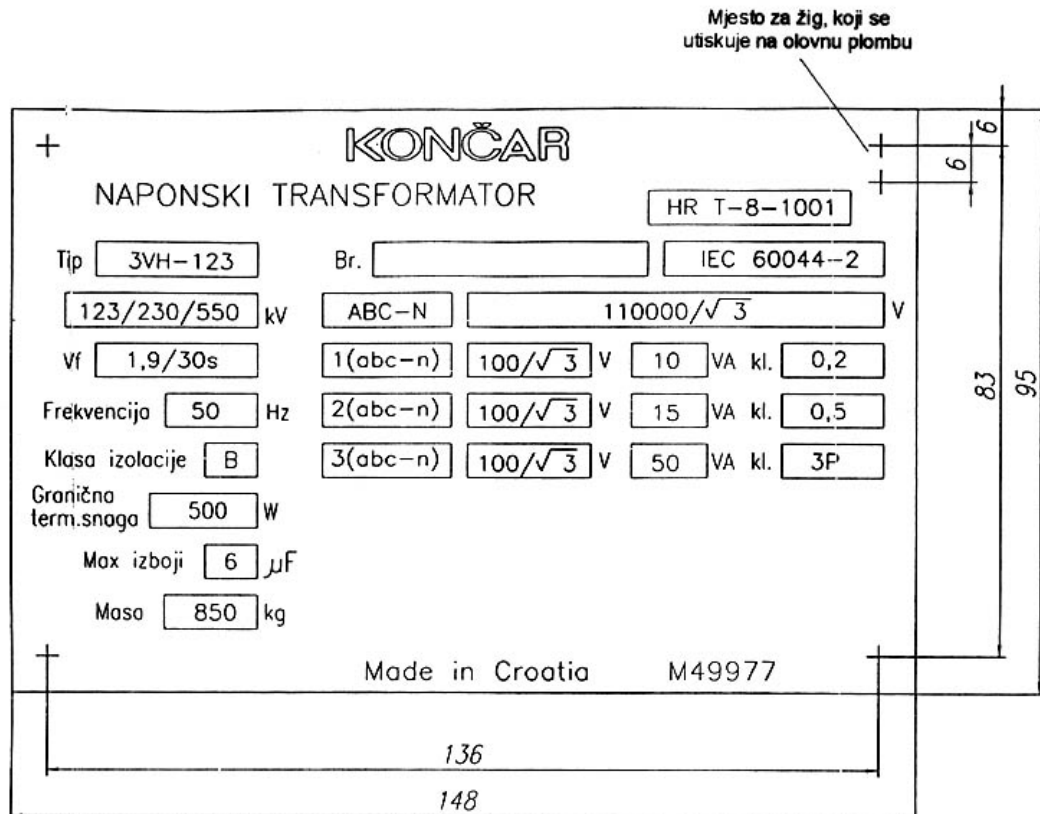 Mjesto za žig, koji se
utiskuje na olovnu plombu
KONČAR
NAPONSKI TRANSFORMATOR
HR T-8-1001
Tip 3VH-123 Br. IEC 60044-2
123/230/550 kV ABC-N 110000/√3 V
Vf 1,9/30s 1(abc-n) 100/√3 V 10 VA kl. 0,2
Frekvencija 50 Hz 2(abc-n) 100/√3 V 15 VA kl. 0,5
Klasa izolacije B 3(abc-n) 100/√3 V 50 VA kl. 3P
Granična
term.snaga 500 W
Max izboji 6 µF
Masa 850 kg
Made in Croatia M49977
6
6
83
95
136
148